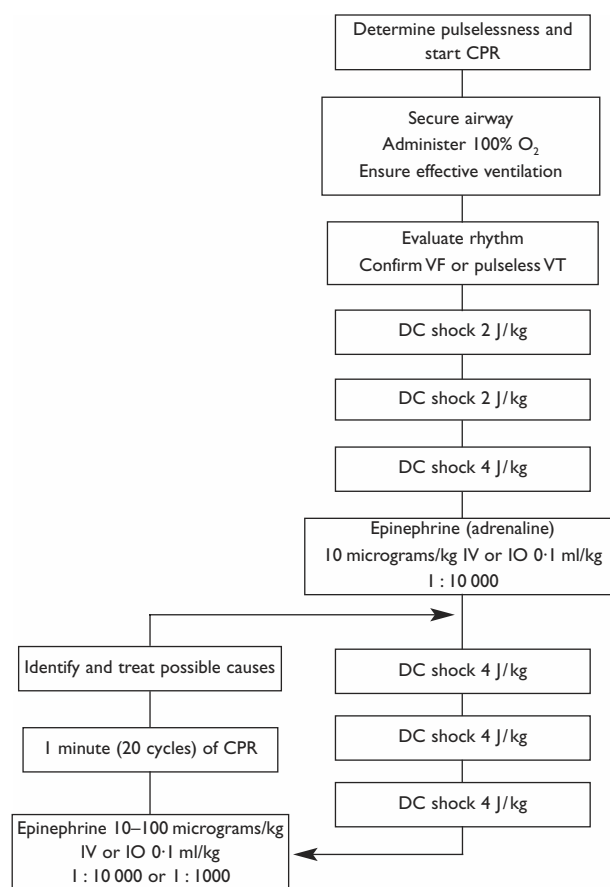 Determine pulselessness and
start CPR
Secure airway
Administer 100% O₂
Ensure effective ventilation
Evaluate rhythm
Confirm VF or pulseless VT
DC shock 2 J/kg
DC shock 2 J/kg
DC shock 4 J/kg
Epinephrine (adrenaline)
10 micrograms/kg IV or IO 0·1 ml/kg
1 : 10 000
DC shock 4 J/kg
DC shock 4 J/kg
DC shock 4 J/kg
Epinephrine 10–100 micrograms/kg
IV or IO 0·1 ml/kg
1 : 10 000 or 1 : 1000
1 minute (20 cycles) of CPR
Identify and treat possible causes